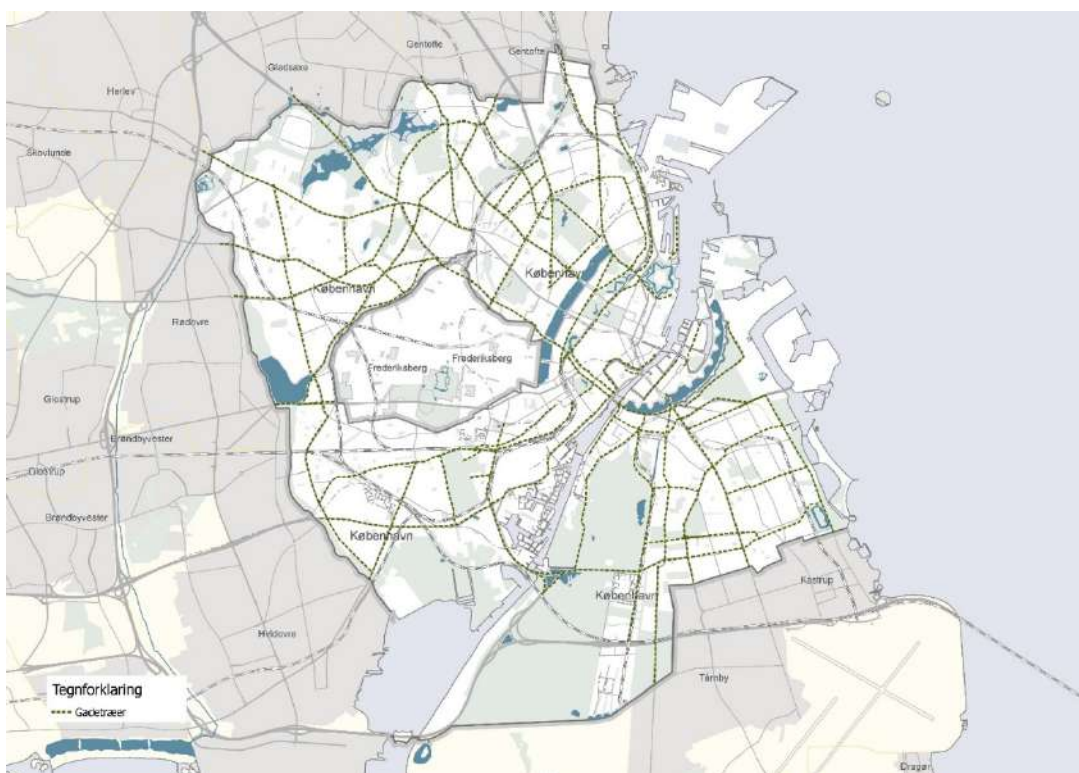 Gentofte
Gentofte
Gladsaxe
Herlev
Skovlunde
København
København
Rødovre
Frederiksberg
Frederiksberg
Glostrup
Brøndbyvester
Glostrup
Brøndbyvester
København
Kastrup
København
Hvidovre
Tårnby
Tegnforklaring
Gadetræer
Dragør